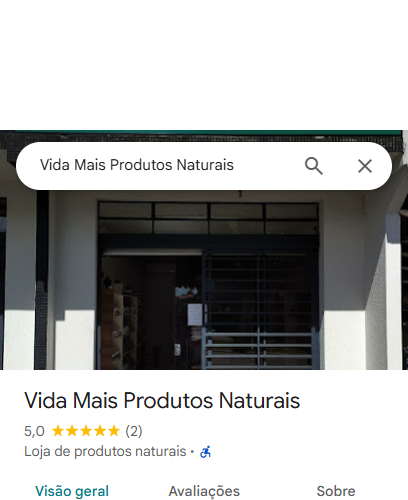 Vida Mais Produtos Naturais
Vida Mais Produtos Naturais
5,0 (2)
Loja de produtos naturais ·
Visão geral Avaliações Sobre